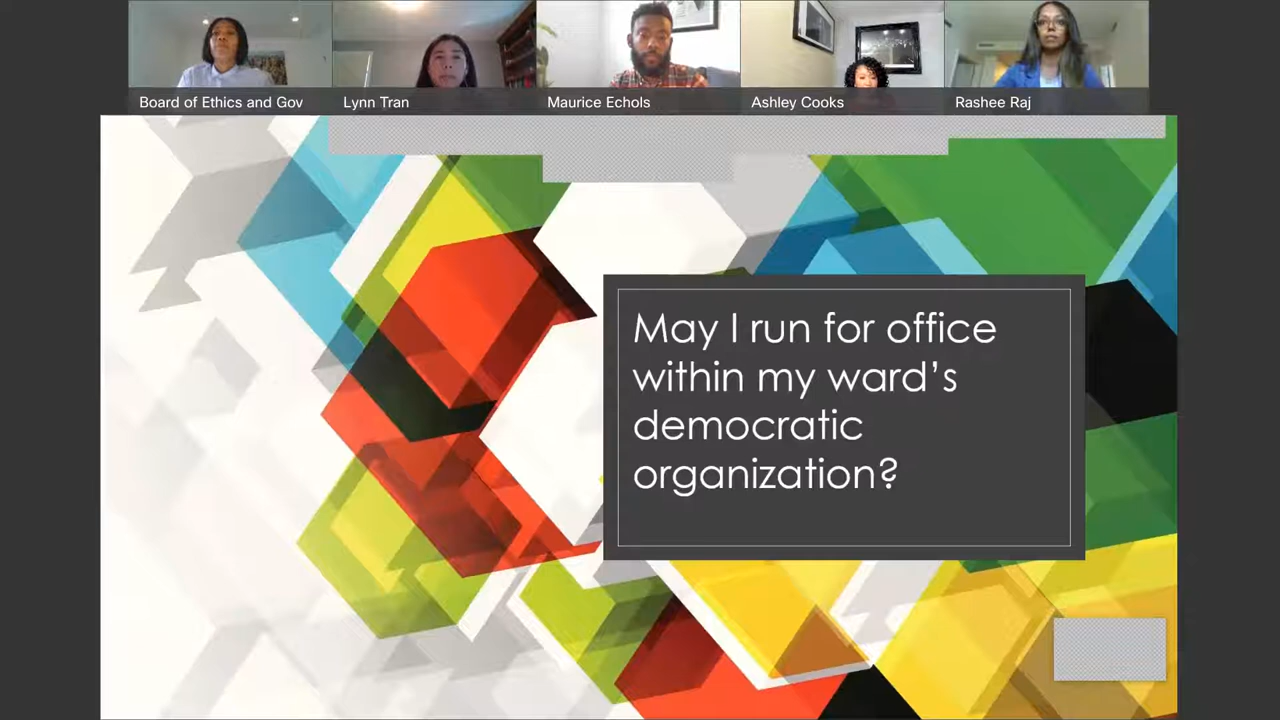 Board of Ethics and Gov
Lynn Tran
Maurice Echols
Ashley Cooks
Rashee Raj
May I run for office
within my ward's
democratic
organization?